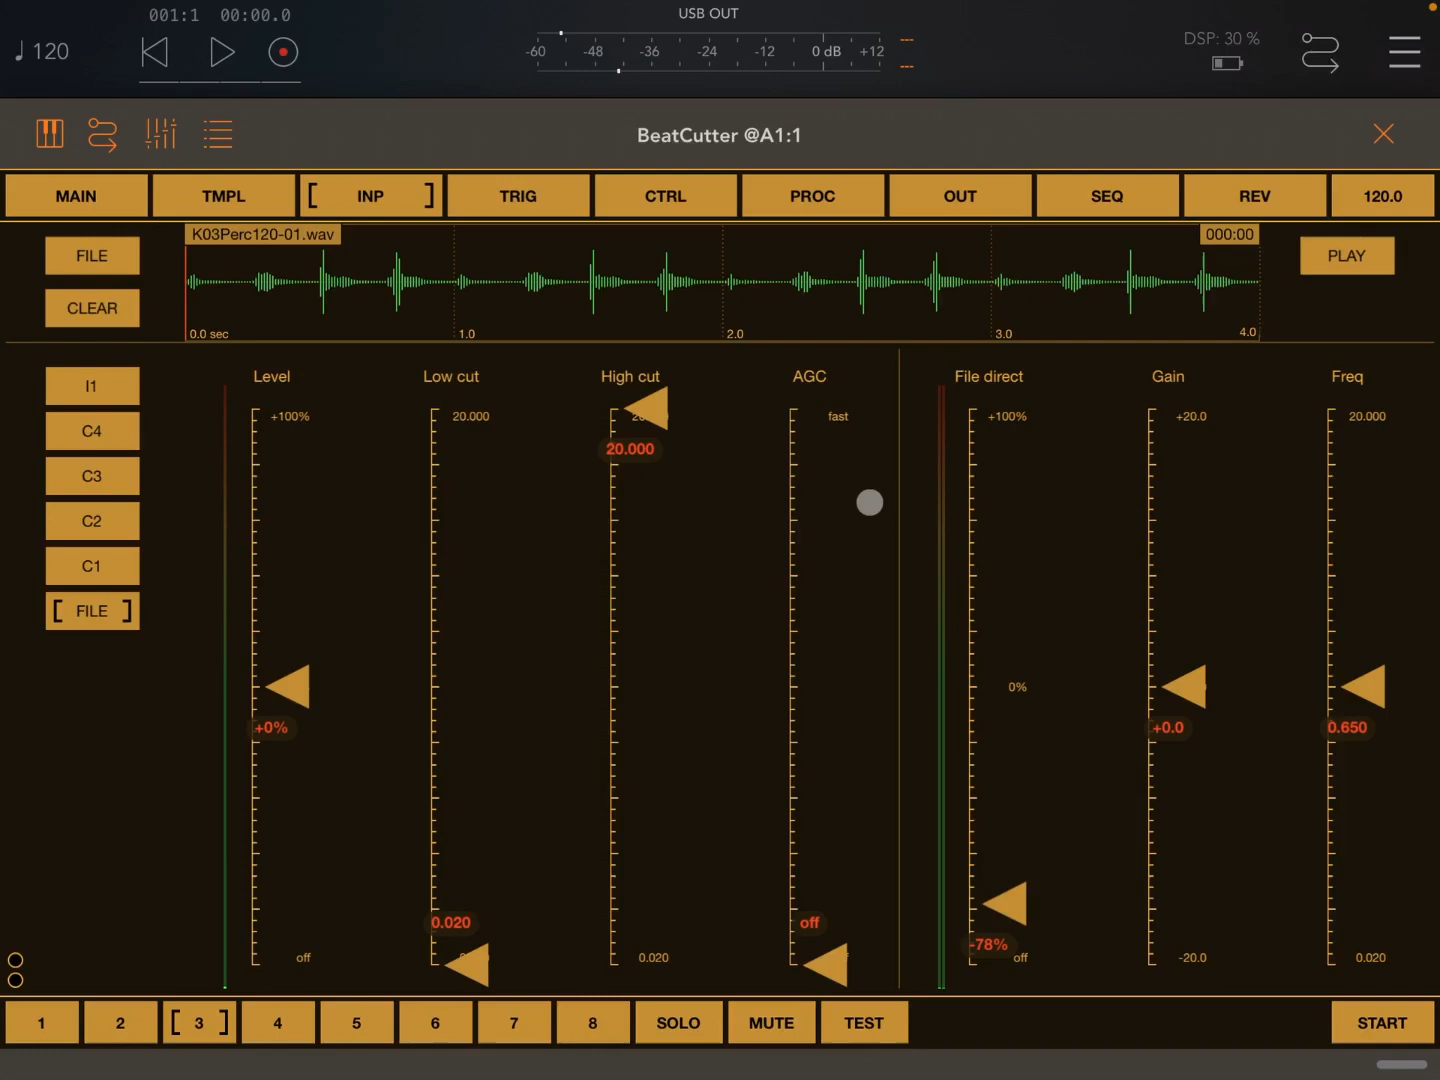 001:1 00:00.0
USB OUT
120
-60 -48 -36 -24 -12 0 dB +12
---
---
DSP: 30 %
BeatCutter @A1:1
MAIN TMPL [ INP ] TRIG CTRL PROC OUT SEQ REV 120.0
K03Perc120-01.wav 000:00
FILE PLAY
CLEAR
0.0 sec 1.0 2.0 3.0 4.0
Level Low cut High cut AGC File direct Gain Freq
I1
C4
C3
C2
C1
[ FILE ]
+100% 20.000 fast +100% +20.0 20.000
20.000
0%
+0% +0.0 0.650
0.020 off
-78%
off 0.020 off -20.0 0.020
1 2 [ 3 ] 4 5 6 7 8 SOLO MUTE TEST START